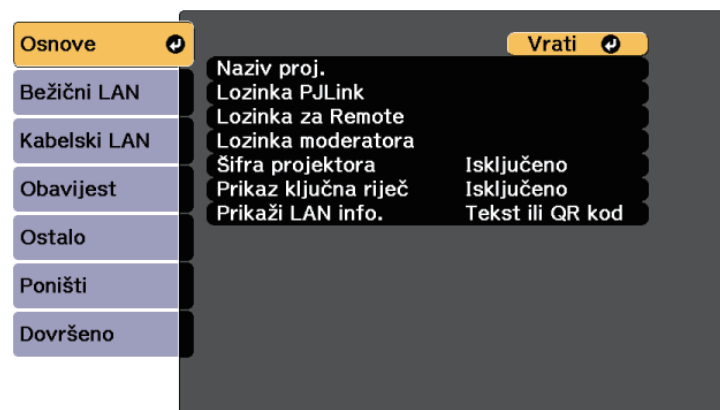 Osnove
Bežični LAN
Kabelski LAN
Obavijest
Ostalo
Poništi
Dovršeno
Vrati
Naziv proj.
Lozinka PJLink
Lozinka za Remote
Lozinka moderatora
Šifra projektora Isključeno
Prikaz ključna riječ Isključeno
Prikaži LAN info. Tekst ili QR kod